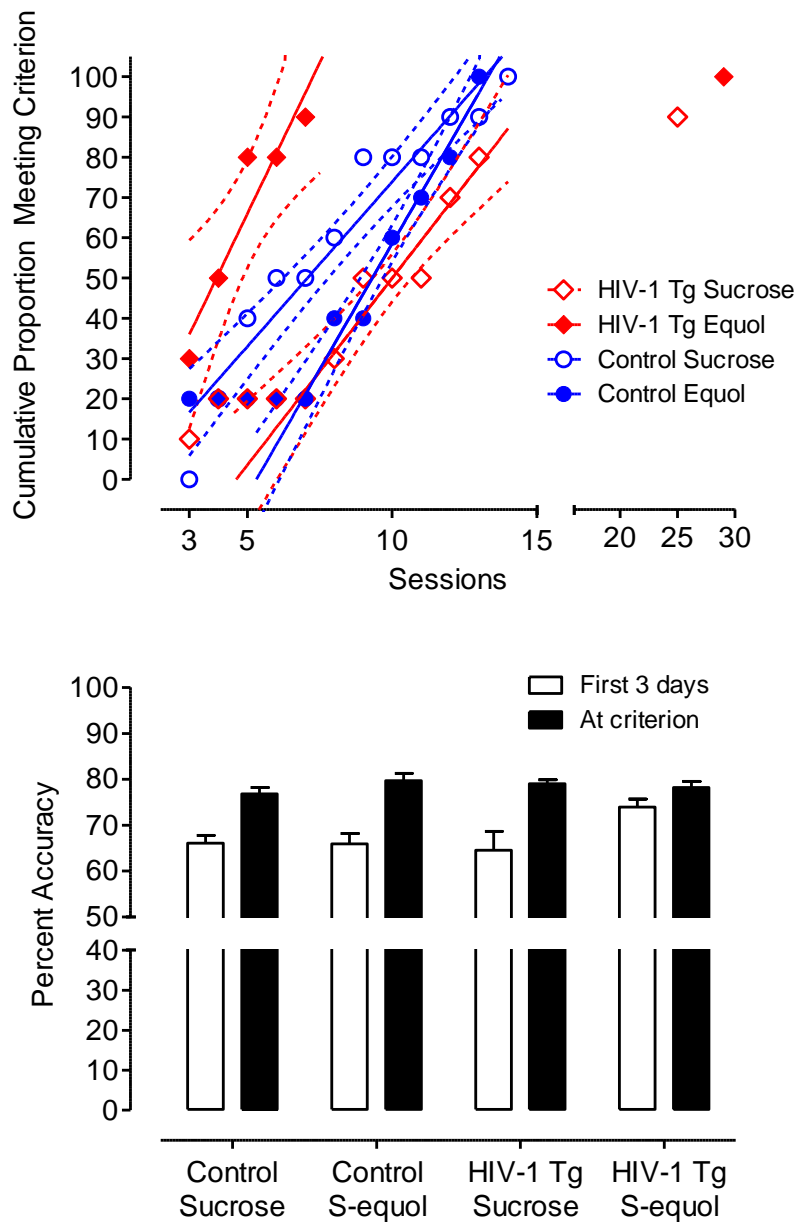 Cumulative Proportion  Meeting Criterion
100
90
80
70
60
50
40
30
20
10
0
3 5 10 15 20 25 30
Sessions
HIV-1 Tg Sucrose
HIV-1 Tg Equol
Control Sucrose
Control Equol
Percent Accuracy
100
90
80
70
60
50
40
30
20
10
0
First 3 days
At criterion
Control Control HIV-1 Tg HIV-1 Tg
Sucrose S-equol Sucrose S-equol